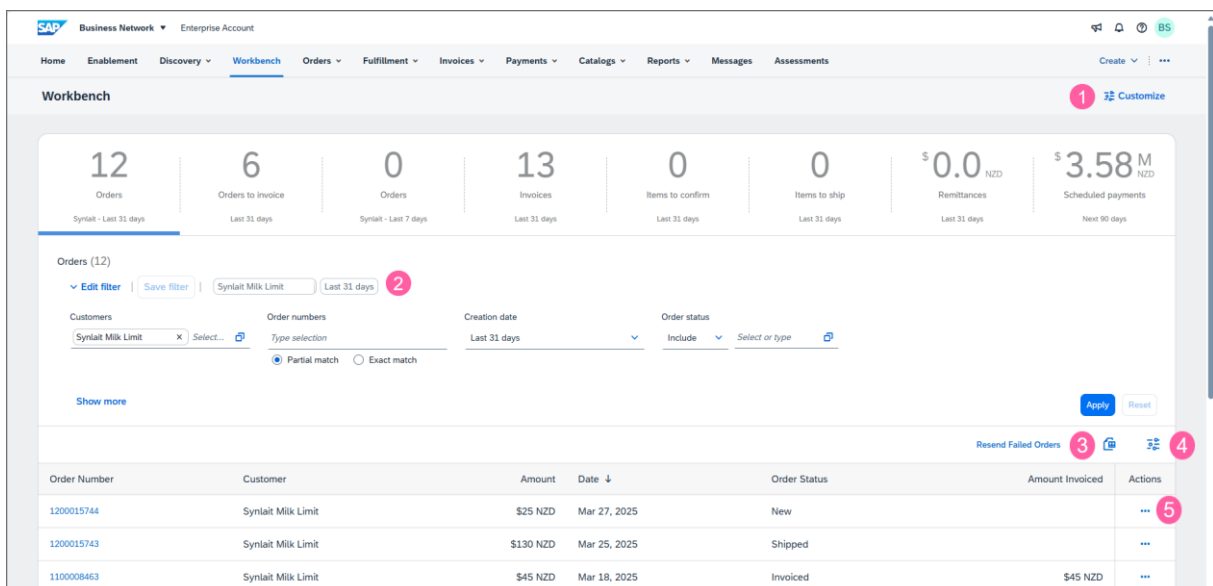 SAP Business Network Enterprise Account BS
Home Enablement Discovery Workbench Orders Fulfillment Invoices Payments Catalogs Reports Messages Assessments Create
Workbench 1 Customize
12 6 0 13 0 0 $0.0 NZD $3.58 M NZD
Orders Orders to invoice Orders Invoices Items to confirm Items to ship Remittances Scheduled payments
Synlait - Last 31 days Last 31 days Synlait - Last 7 days Last 31 days Last 31 days Last 31 days Last 31 days Next 90 days
Orders (12)
Edit filter Save filter Synlait Milk Limit Last 31 days 2
Customers Order numbers Creation date Order status
Synlait Milk Limit x Select... Type selection Last 31 days Include Select or type
Partial match Exact match
Show more Apply Reset
Resend Failed Orders 3 4
Order Number Customer Amount Date ↓ Order Status Amount Invoiced Actions
1200015744 Synlait Milk Limit $25 NZD Mar 27, 2025 New ••• 5
1200015743 Synlait Milk Limit $130 NZD Mar 25, 2025 Shipped •••
1100008463 Synlait Milk Limit $45 NZD Mar 18, 2025 Invoiced $45 NZD •••